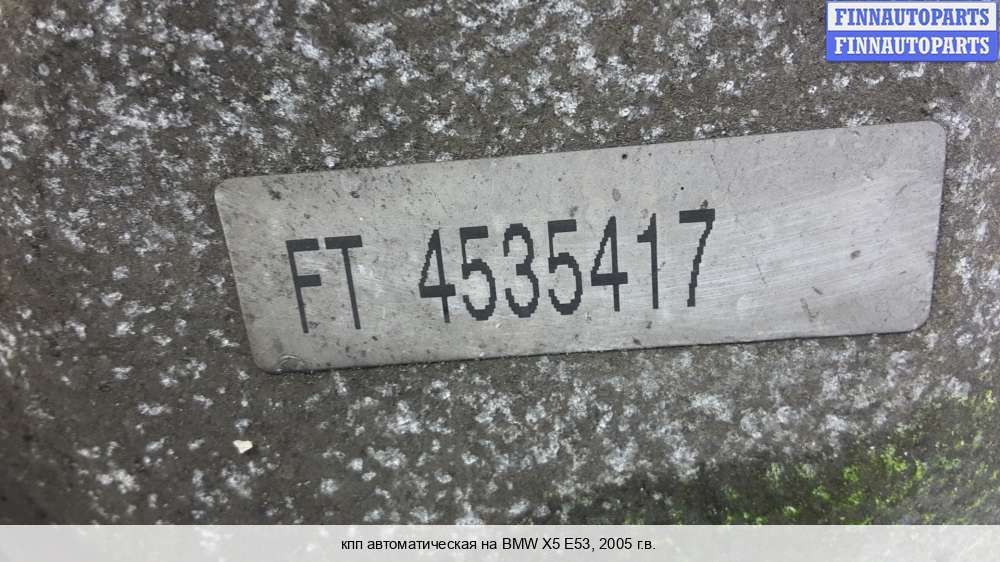 FINNAUTOPARTS
FINNAUTOPARTS
FT 4535417
кпп автоматическая на BMW X5 E53, 2005 г.в.